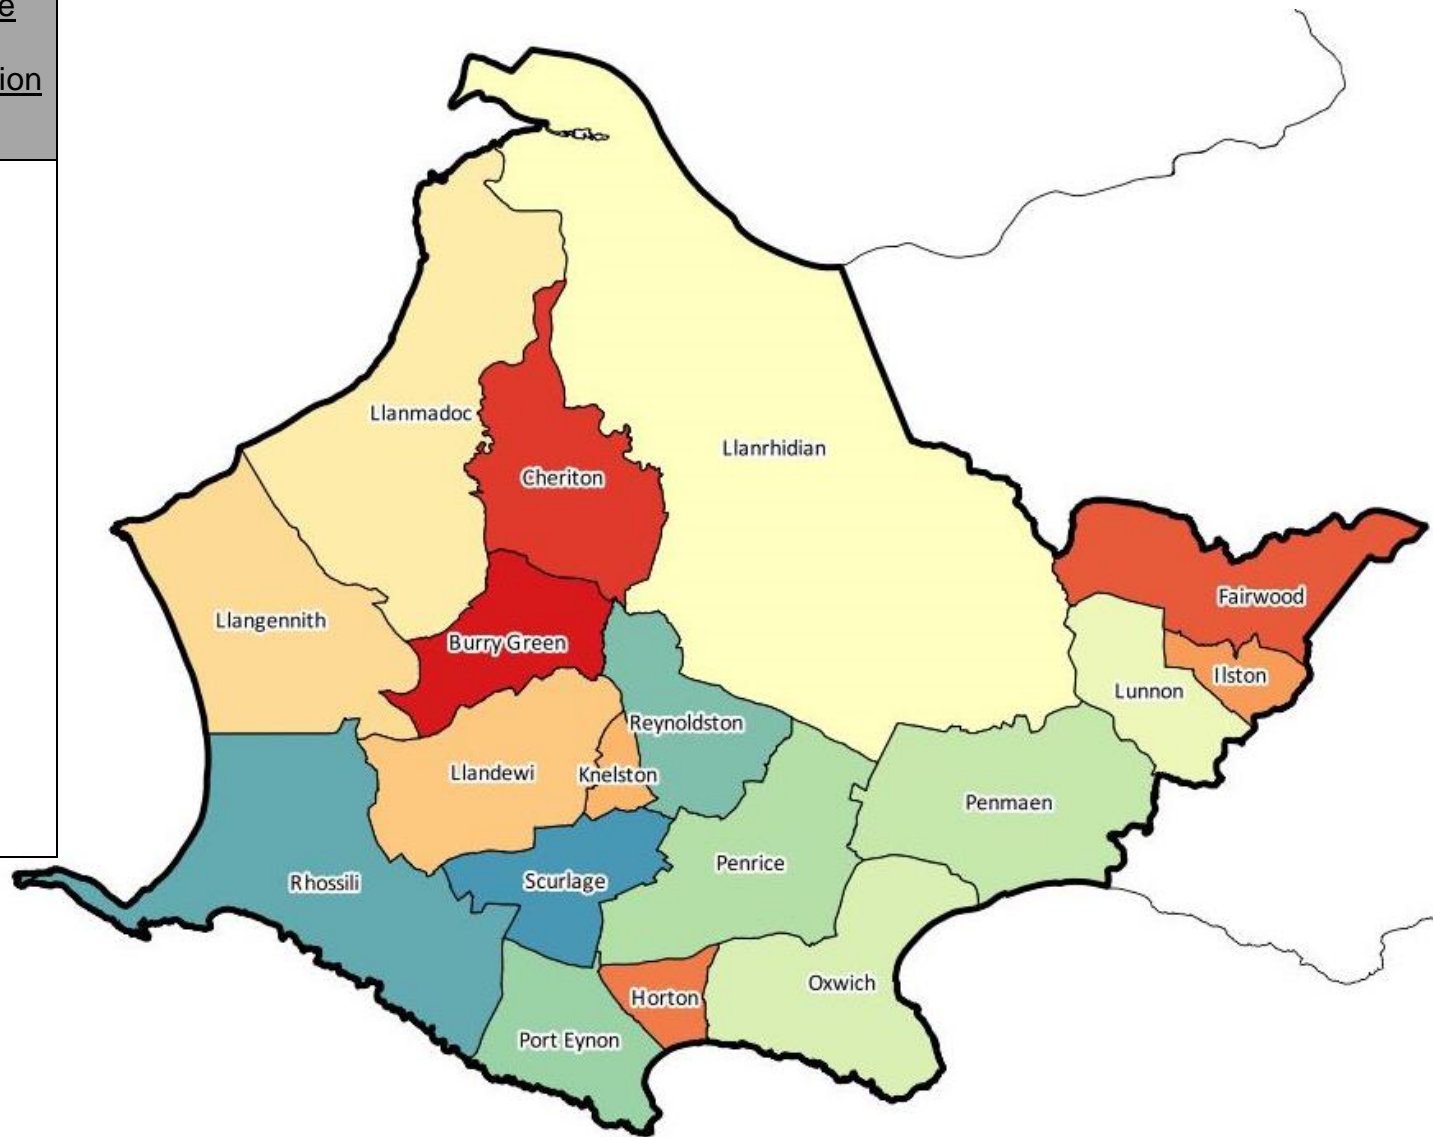 ion
Llanmadoc
Llanrhidian
Cheriton
Fairwood
Llangennith
Burry Green
Ilston
Lunnon
Reynoldston
Llandewi
Knelston
Penmaen
Penrice
Rhossili
Scurlage
Oxwich
Horton
Port Eynon